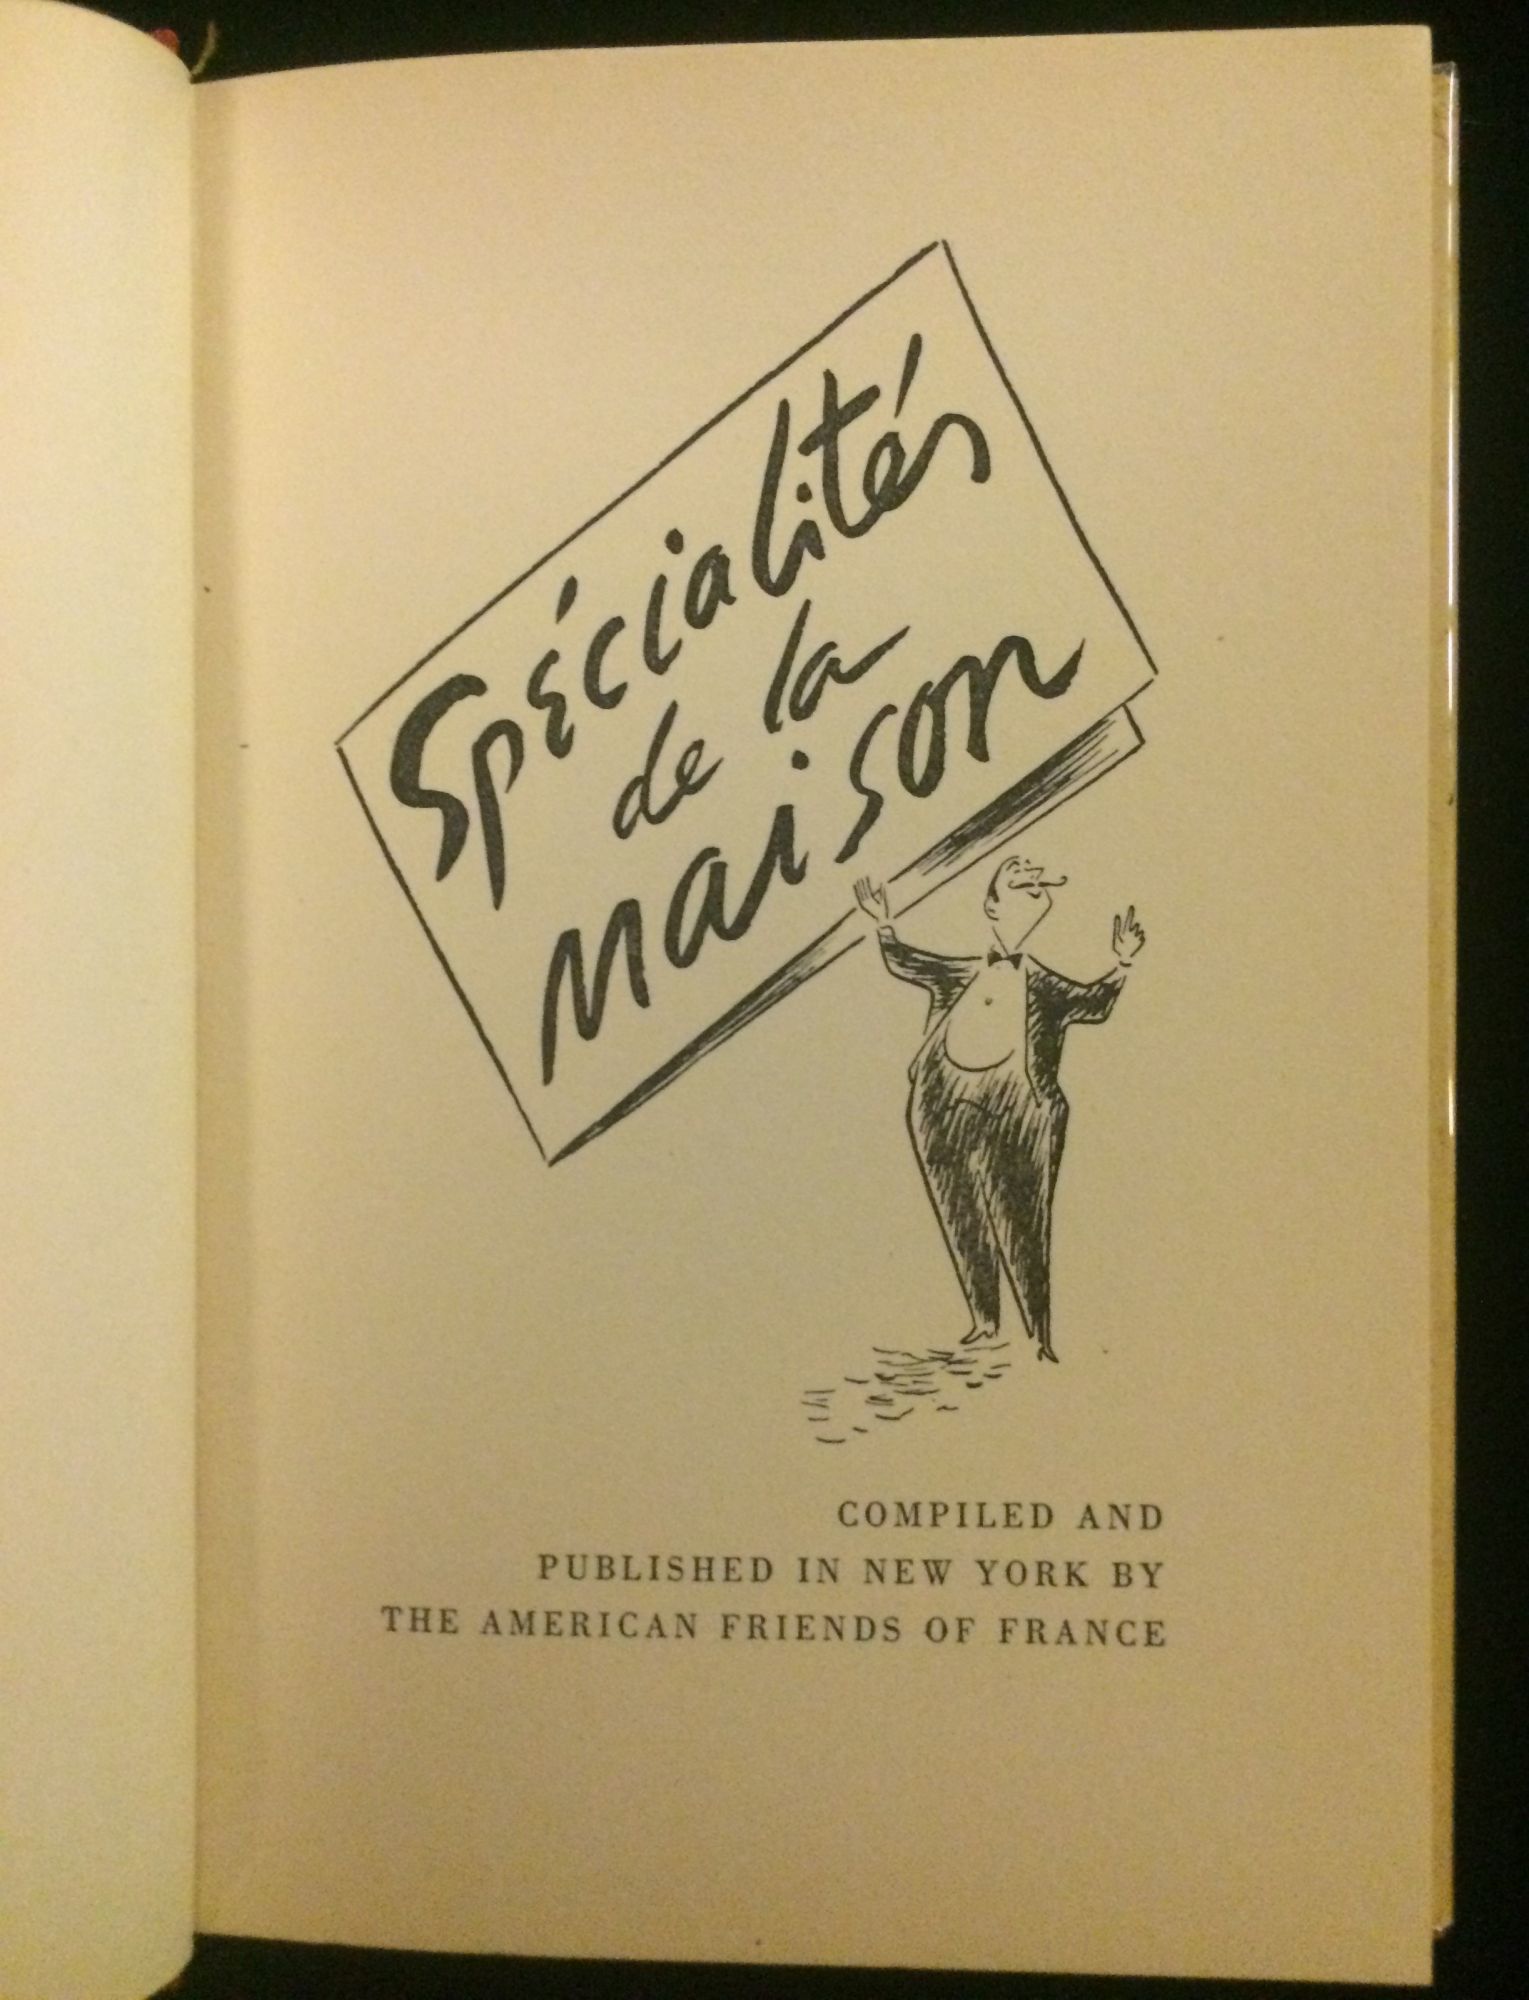 Spécialités
de la
maison
COMPILED AND
PUBLISHED IN NEW YORK BY
THE AMERICAN FRIENDS OF FRANCE